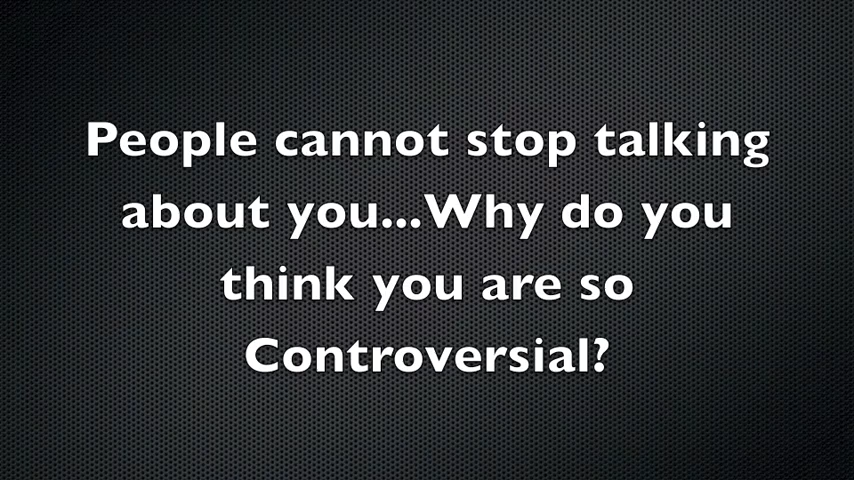 People cannot stop talking
about you...Why do you
think you are so
Controversial?